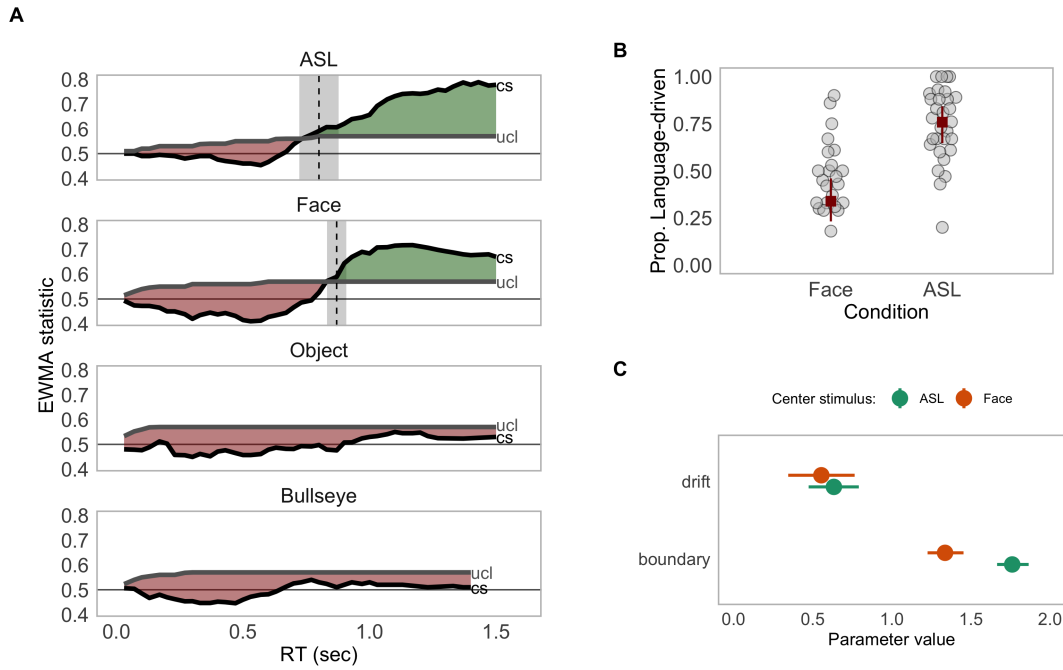 A
EWMA statistic
ASL
0.8
0.7
0.6
0.5
0.4
cs
ucl
Face
0.8
0.7
0.6
0.5
0.4
cs
ucl
Object
0.8
0.7
0.6
0.5
0.4
ucl
cs
Bullseye
0.8
0.7
0.6
0.5
0.4
ucl
cs
0.0 0.5 1.0 1.5
RT (sec)
B
Prop. Language-driven
1.00
0.75
0.50
0.25
0.00
Face ASL
Condition
C
Center stimulus: ASL Face
drift
boundary
0.0 0.5 1.0 1.5 2.0
Parameter value